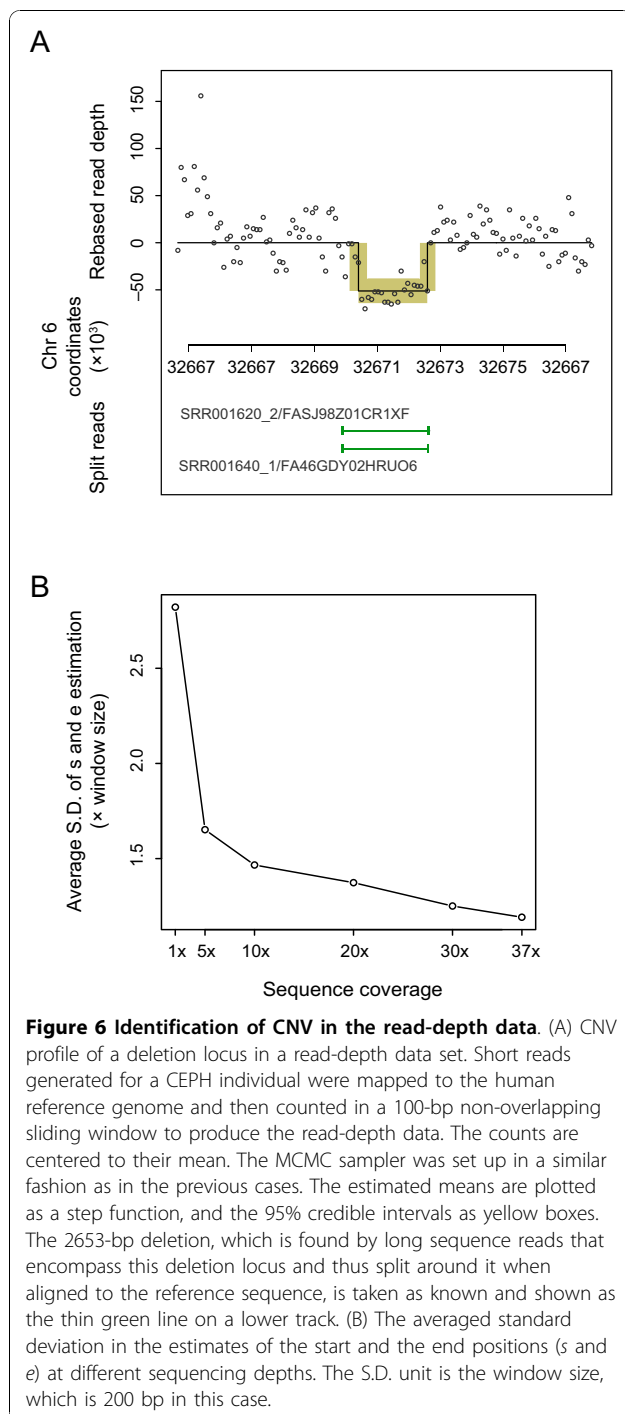 A
Rebased read depth
150
100
50
0
−50
Chr 6
coordinates
(×10³)
32667 32667 32669 32671 32673 32675 32667
Split reads
SRR001620_2/FASJ98Z01CR1XF
SRR001640_1/FA46GDY02HRUO6
B
Average S.D. of s and e estimation
(× window size)
2.5
2.0
1.5
1x 5x 10x 20x 30x 37x
Sequence coverage
Figure 6 Identification of CNV in the read-depth data. (A) CNV
profile of a deletion locus in a read-depth data set. Short reads
generated for a CEPH individual were mapped to the human
reference genome and then counted in a 100-bp non-overlapping
sliding window to produce the read-depth data. The counts are
centered to their mean. The MCMC sampler was set up in a similar
fashion as in the previous cases. The estimated means are plotted
as a step function, and the 95% credible intervals as yellow boxes.
The 2653-bp deletion, which is found by long sequence reads that
encompass this deletion locus and thus split around it when
aligned to the reference sequence, is taken as known and shown as
the thin green line on a lower track. (B) The averaged standard
deviation in the estimates of the start and the end positions (s and
e) at different sequencing depths. The S.D. unit is the window size,
which is 200 bp in this case.